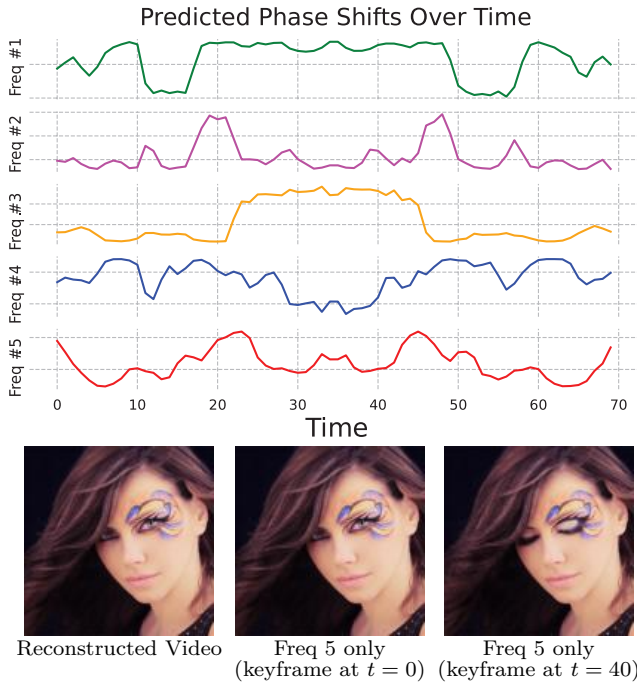 Predicted Phase Shifts Over Time
Freq #1
Freq #2
Freq #3
Freq #4
Freq #5
0 10 20 30 40 50 60 70
Time
Reconstructed Video
Freq 5 only
(keyframe at t = 0)
Freq 5 only
(keyframe at t = 40)